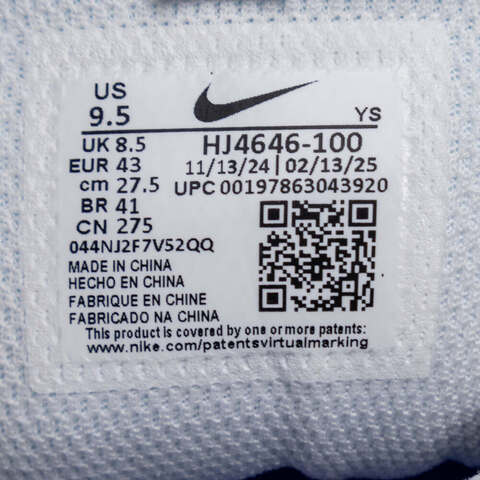 US
9.5
YS
UK 8.5
HJ4646-100
EUR 43
11/13/24 | 02/13/25
cm 27.5
UPC 00197863043920
BR 41
CN 275
044NJ2F7V52QQ
MADE IN CHINA
HECHO EN CHINA
FABRIQUE EN CHINE
FABRICADO NA CHINA
This product is covered by one or more patents:
www.nike.com/patentsvirtualmarking